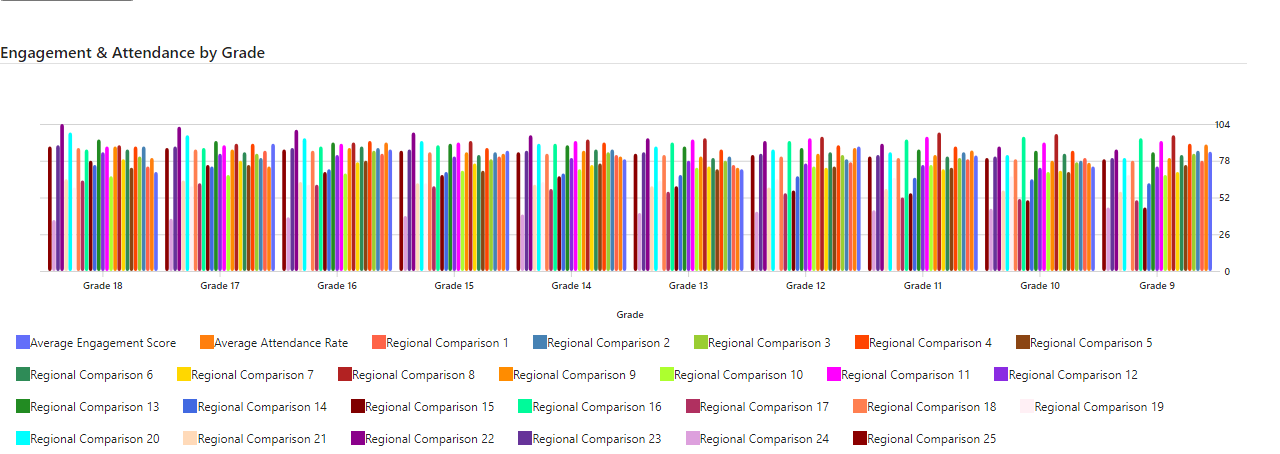 Engagement & Attendance by Grade
104
78
52
26
0
Grade 18 Grade 17 Grade 16 Grade 15 Grade 14 Grade 13 Grade 12 Grade 11 Grade 10 Grade 9
Grade
Average Engagement Score Average Attendance Rate Regional Comparison 1 Regional Comparison 2 Regional Comparison 3 Regional Comparison 4 Regional Comparison 5
Regional Comparison 6 Regional Comparison 7 Regional Comparison 8 Regional Comparison 9 Regional Comparison 10 Regional Comparison 11 Regional Comparison 12
Regional Comparison 13 Regional Comparison 14 Regional Comparison 15 Regional Comparison 16 Regional Comparison 17 Regional Comparison 18 Regional Comparison 19
Regional Comparison 20 Regional Comparison 21 Regional Comparison 22 Regional Comparison 23 Regional Comparison 24 Regional Comparison 25